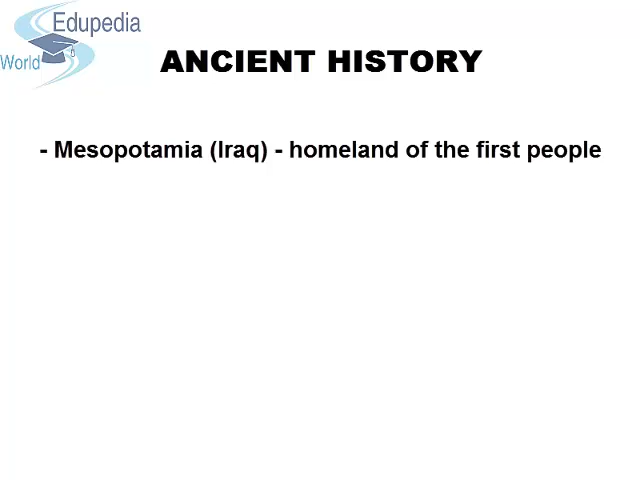 Edupedia
World
ANCIENT HISTORY
- Mesopotamia (Iraq) - homeland of the first people